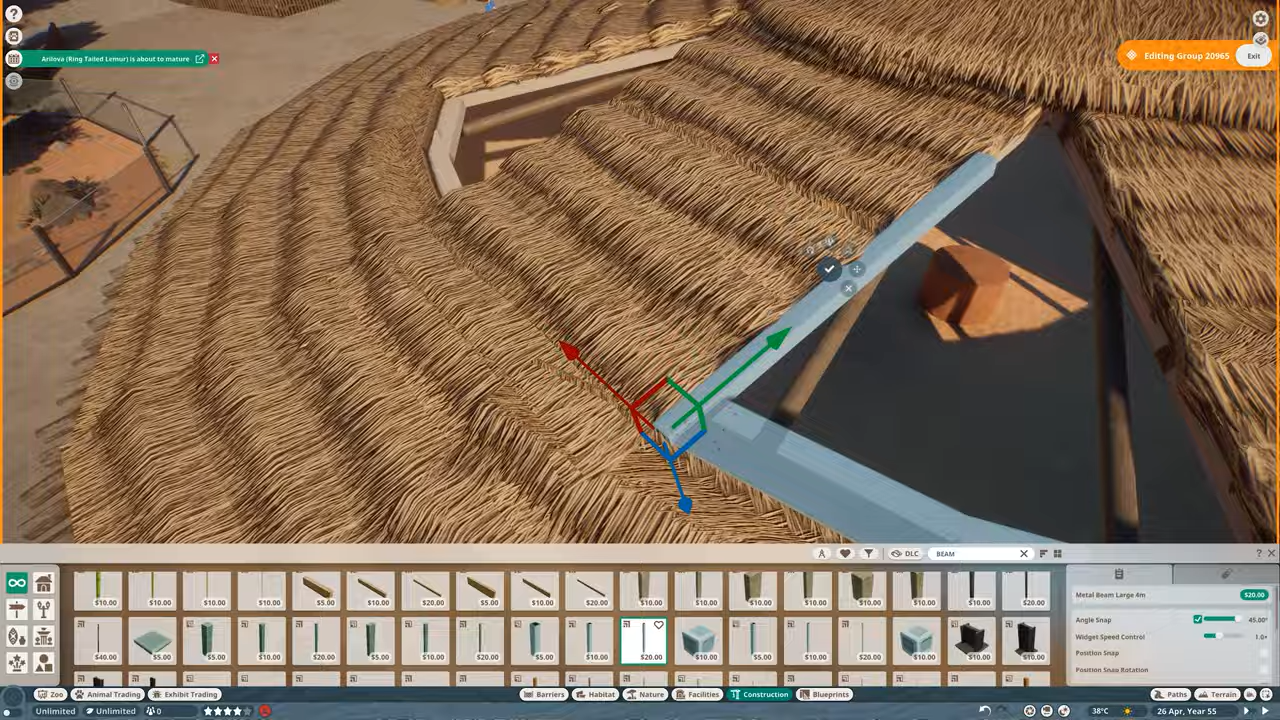 ?
Arilova (Ring Tailed Lemur) is about to mature
Editing Group 20965
Exit
DLC
BEAM
?
$10.00 $10.00 $10.00 $10.00 $5.00 $10.00 $20.00 $5.00 $10.00 $20.00 $10.00 $10.00 $10.00 $10.00 $10.00 $10.00 $10.00 $20.00
$40.00 $5.00 $5.00 $10.00 $20.00 $5.00 $10.00 $20.00 $5.00 $10.00 $20.00 $10.00 $5.00 $10.00 $20.00 $10.00 $10.00 $10.00
Metal Beam Large 4m $20.00
Angle Snap 45.00°
Widget Speed Control 1.0×
Position Snap
Position Snap Rotation
Zoo Animal Trading Exhibit Trading Barriers Habitat Nature Facilities Construction Blueprints Paths Terrain
Unlimited Unlimited 0 38°C 26 Apr, Year 55